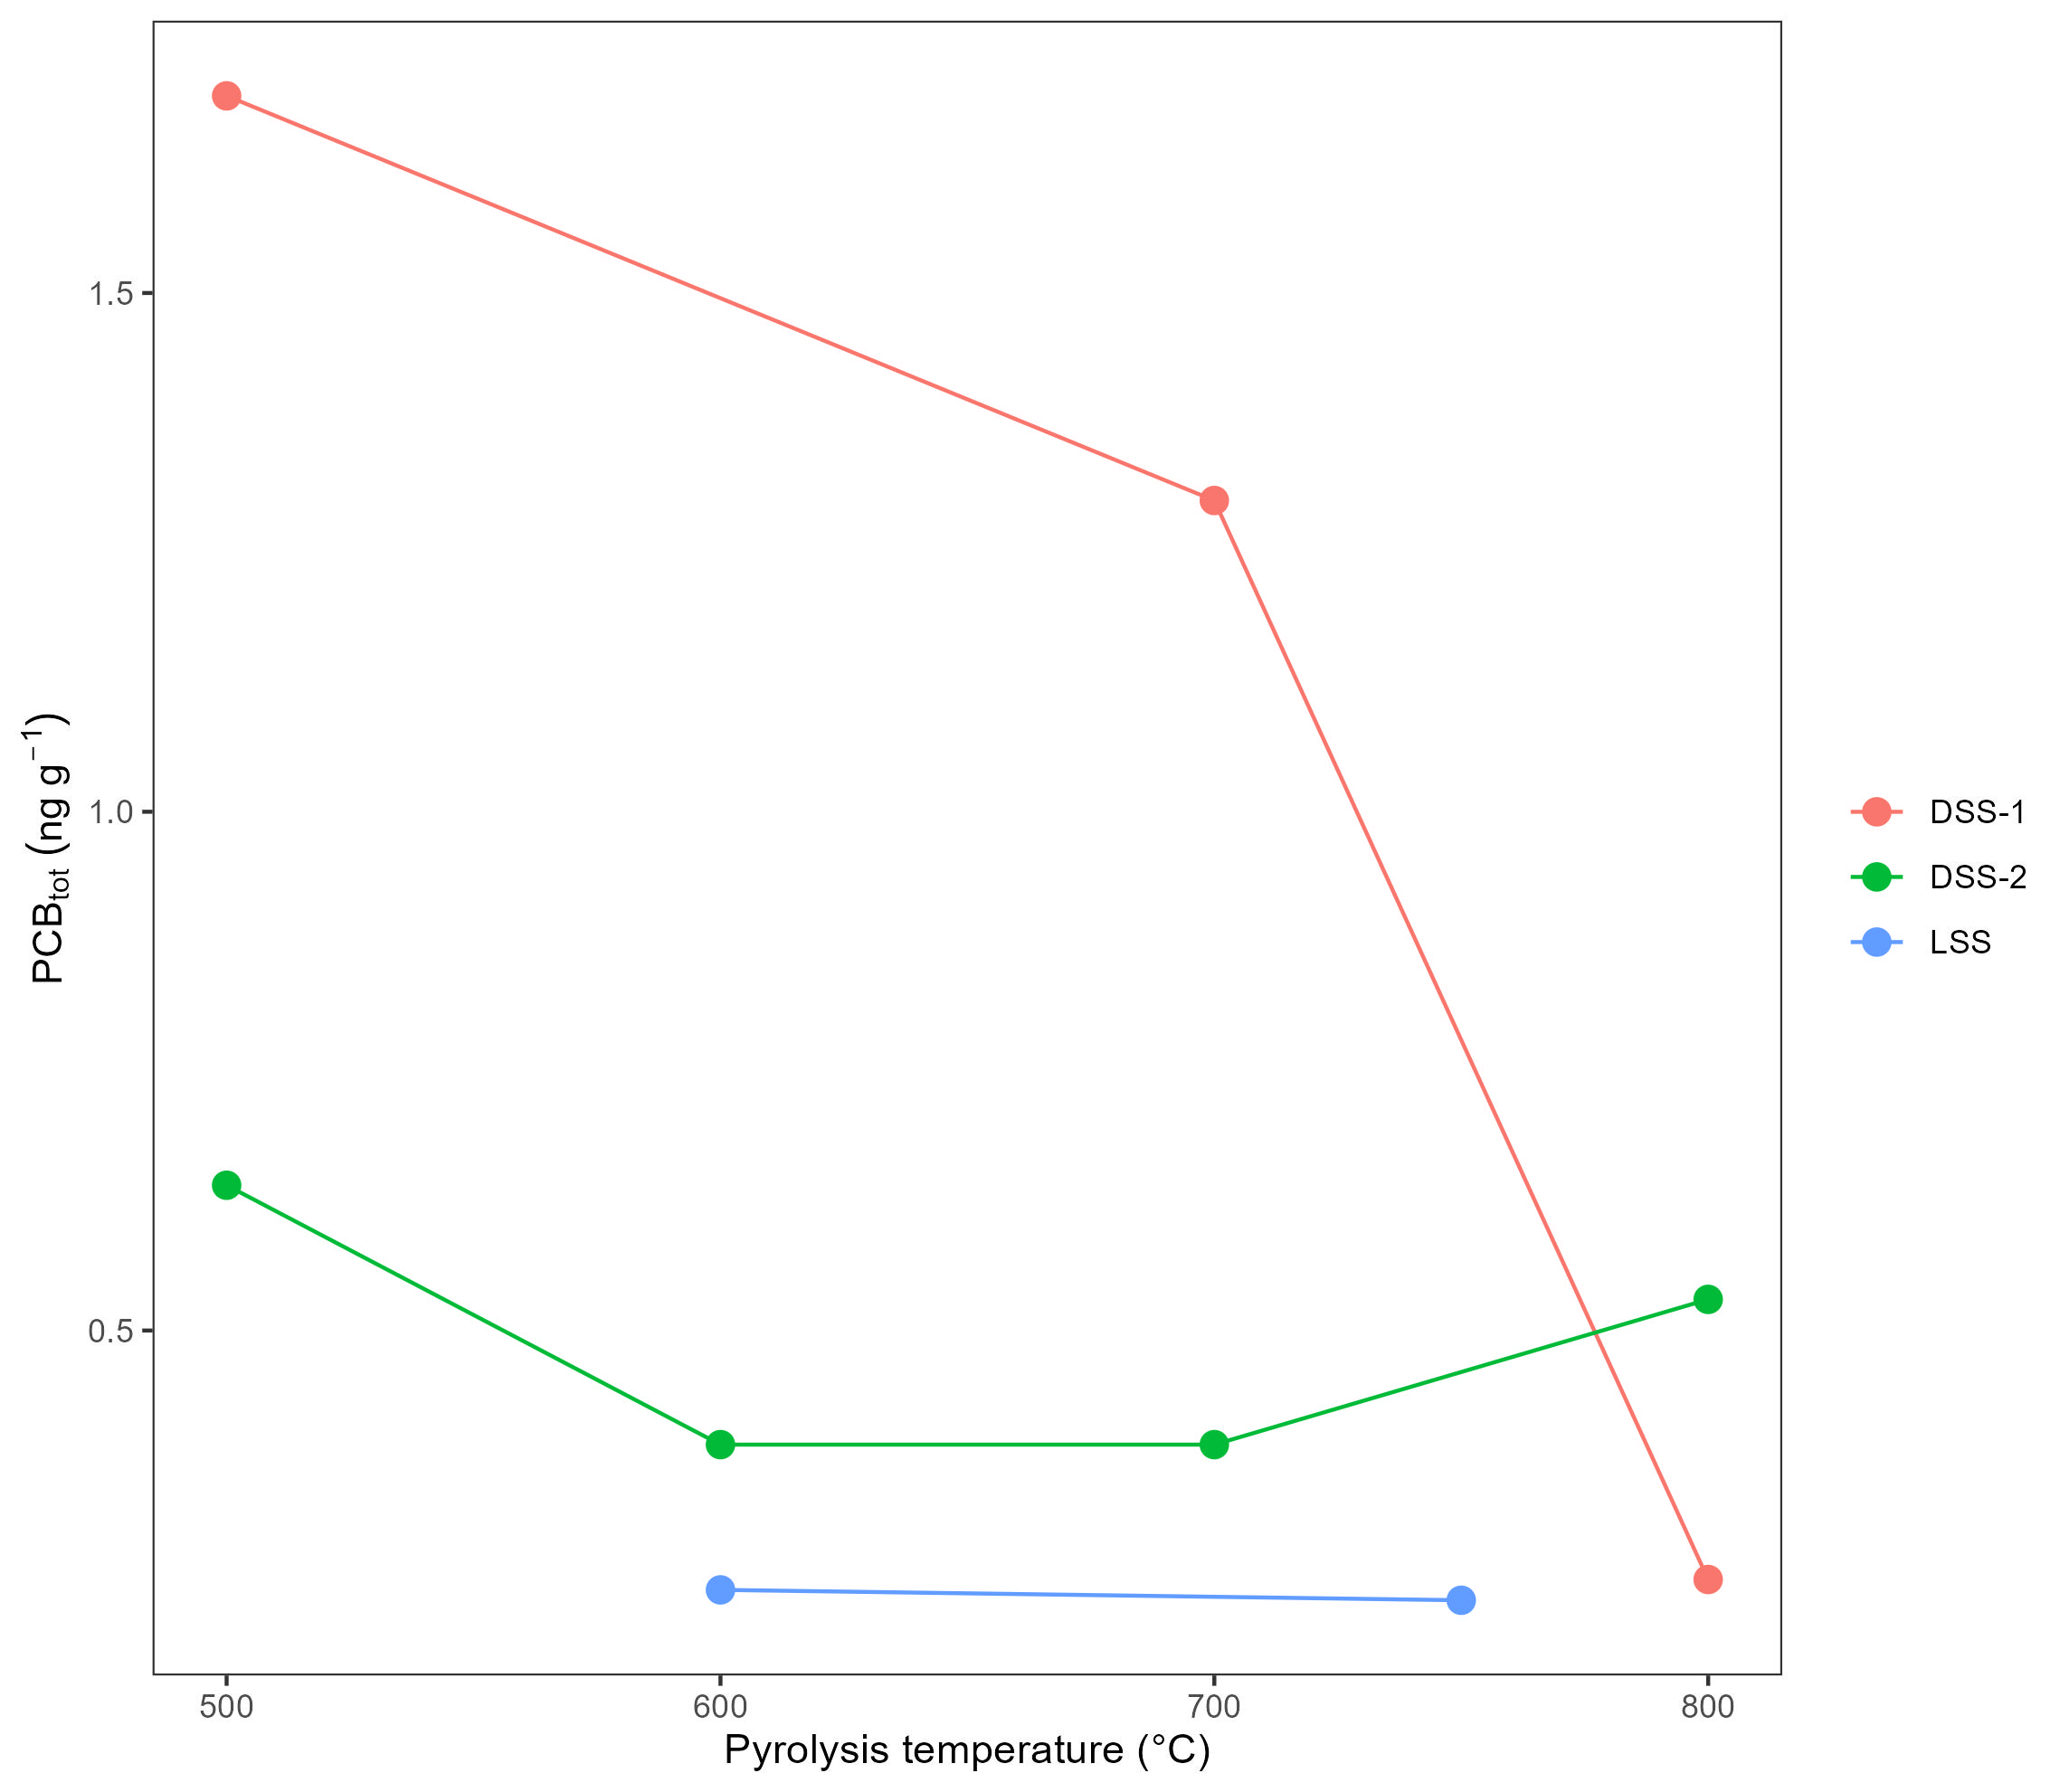 1.5
1.0
0.5
PCBtot (ng g⁻¹)
500 600 700 800
Pyrolysis temperature (°C)
DSS-1
DSS-2
LSS